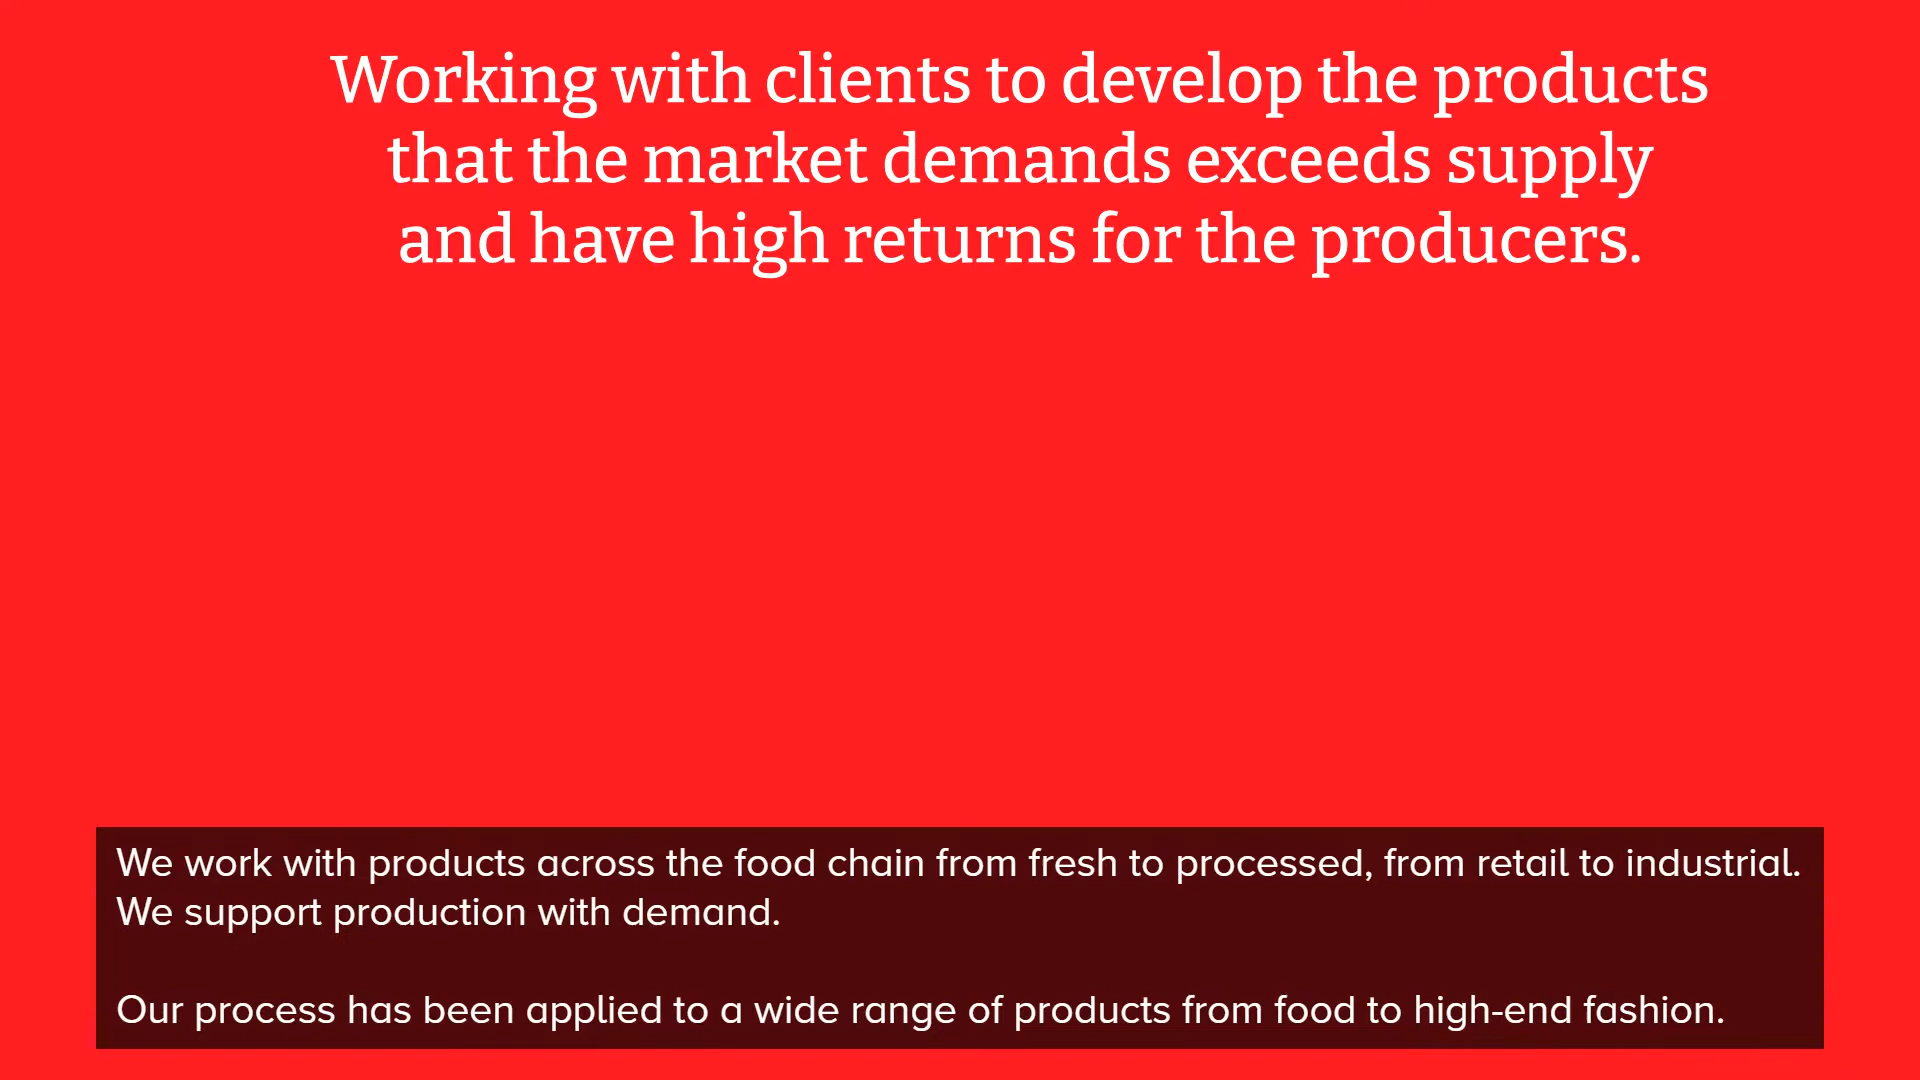 Working with clients to develop the products
that the market demands exceeds supply
and have high returns for the producers.
We work with products across the food chain from fresh to processed, from retail to industrial.
We support production with demand.
Our process has been applied to a wide range of products from food to high-end fashion.